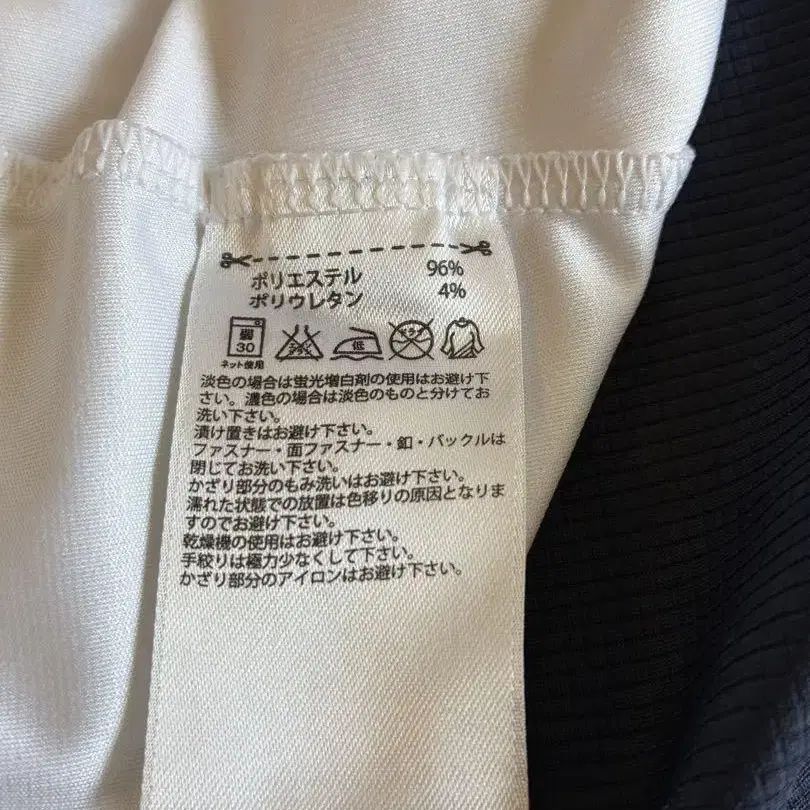 ポリエステル 96%
ポリウレタン 4%
弱 30 エンソサラシ 低 ドライ
ネット使用
淡色の場合は蛍光増白剤の使用はお避け下
さい。濃色の場合は淡色のものと分けてお
洗い下さい。
漬け置きはお避け下さい。
ファスナー・面ファスナー・釦・バックルは
閉じてお洗い下さい。
かざり部分のもみ洗いはお避け下さい。
濡れた状態での放置は色移りの原因となりま
すのでお避け下さい。
乾燥機の使用はお避け下さい。
手絞りは極力少なくして下さい。
かざり部分のアイロンはお避け下さい。